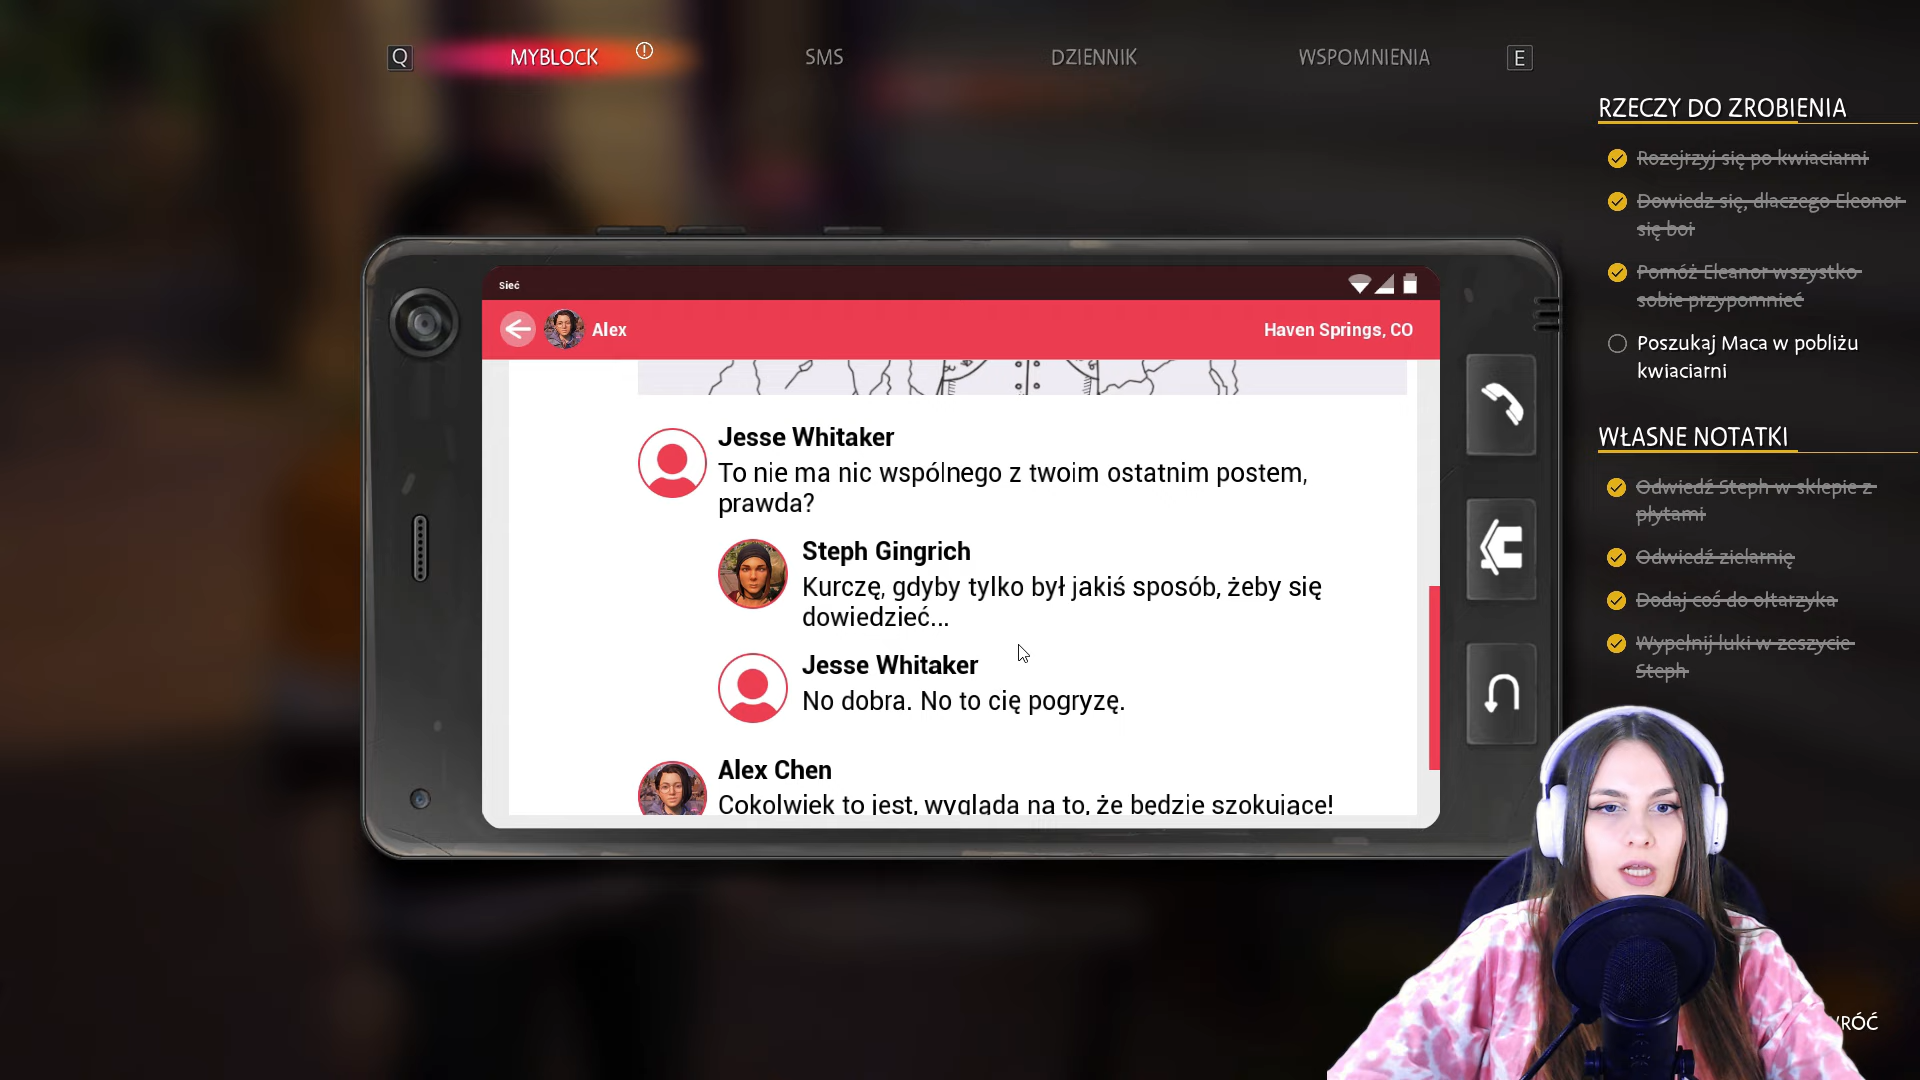 Q
MYBLOCK
SMS
DZIENNIK
WSPOMNIENIA
E
RZECZY DO ZROBIENIA
Rozejrzyj się po kwiaciarni
Dowiedz się, dlaczego Eleonor
się boi
Pomóż Eleanor wszystko
sobie przypomnieć
Poszukaj Maca w pobliżu
kwiaciarni
WŁASNE NOTATKI
Odwiedź Steph w sklepie z
płytami
Odwiedź zielarnię
Dodaj coś do ołtarzyka
Wypełnij luki w zeszycie
Steph
Sieć
Alex
Haven Springs, CO
Jesse Whitaker
To nie ma nic wspólnego z twoim ostatnim postem,
prawda?
Steph Gingrich
Kurczę, gdyby tylko był jakiś sposób, żeby się
dowiedzieć...
Jesse Whitaker
No dobra. No to cię pogryzę.
Alex Chen
Cokolwiek to jest, wygląda na to, że będzie szokujące!